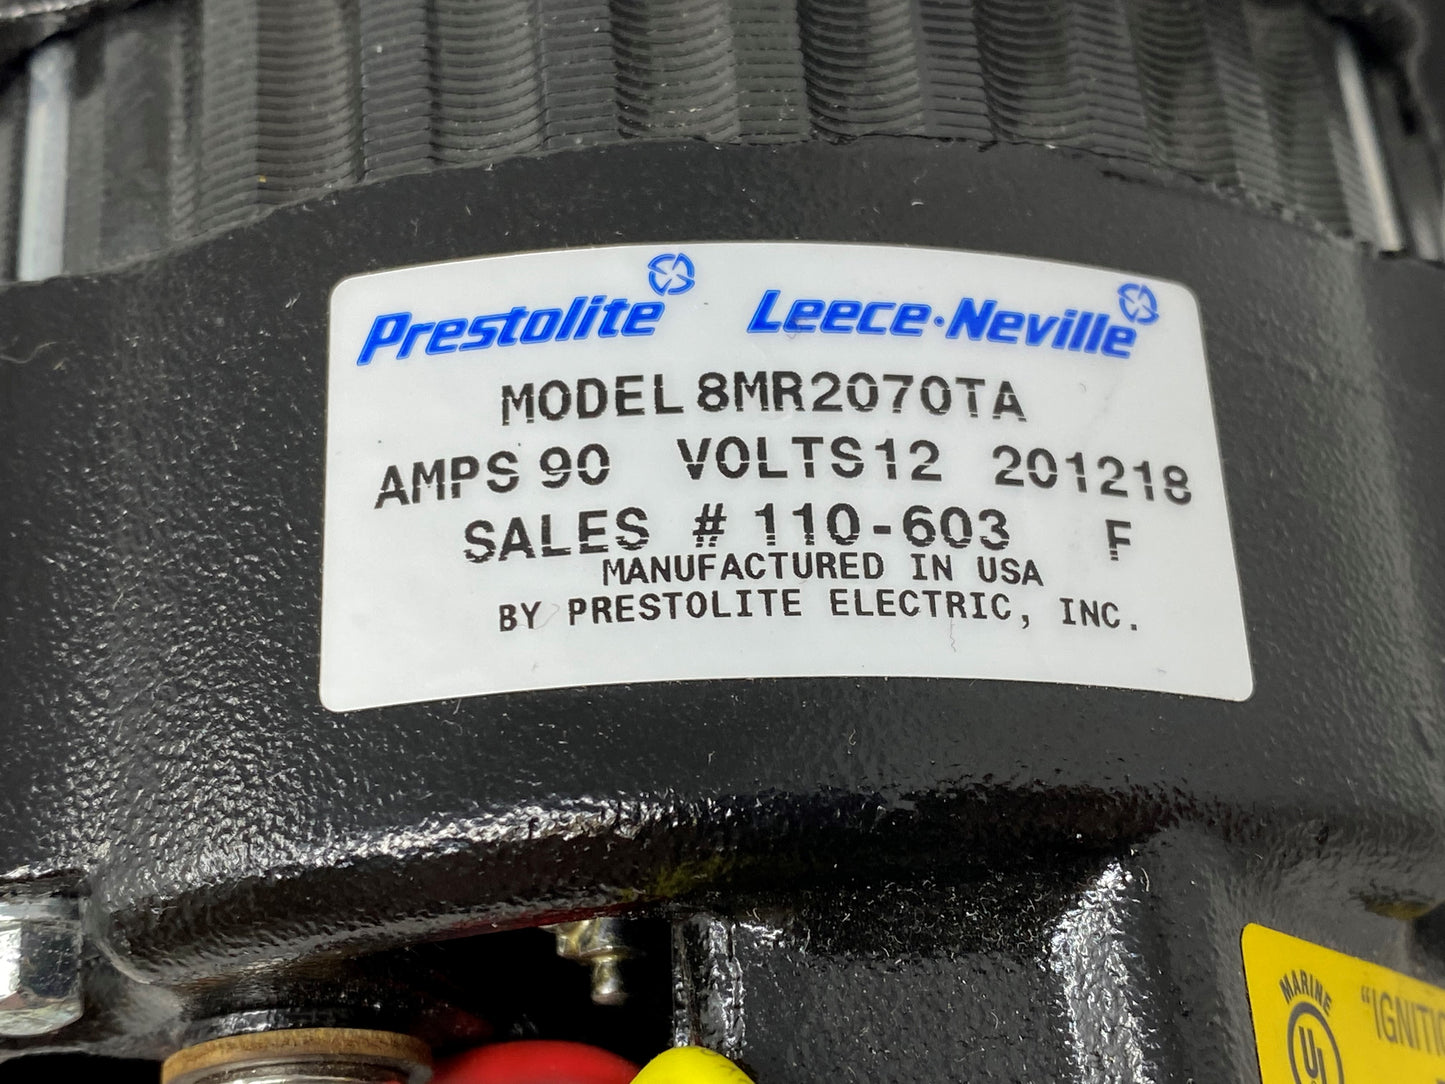 Prestolite Leece·Neville
MODEL 8MR2070TA
AMPS 90 VOLTS 12 201218
SALES # 110-603 F
MANUFACTURED IN USA
BY PRESTOLITE ELECTRIC, INC.
MARINE
UL